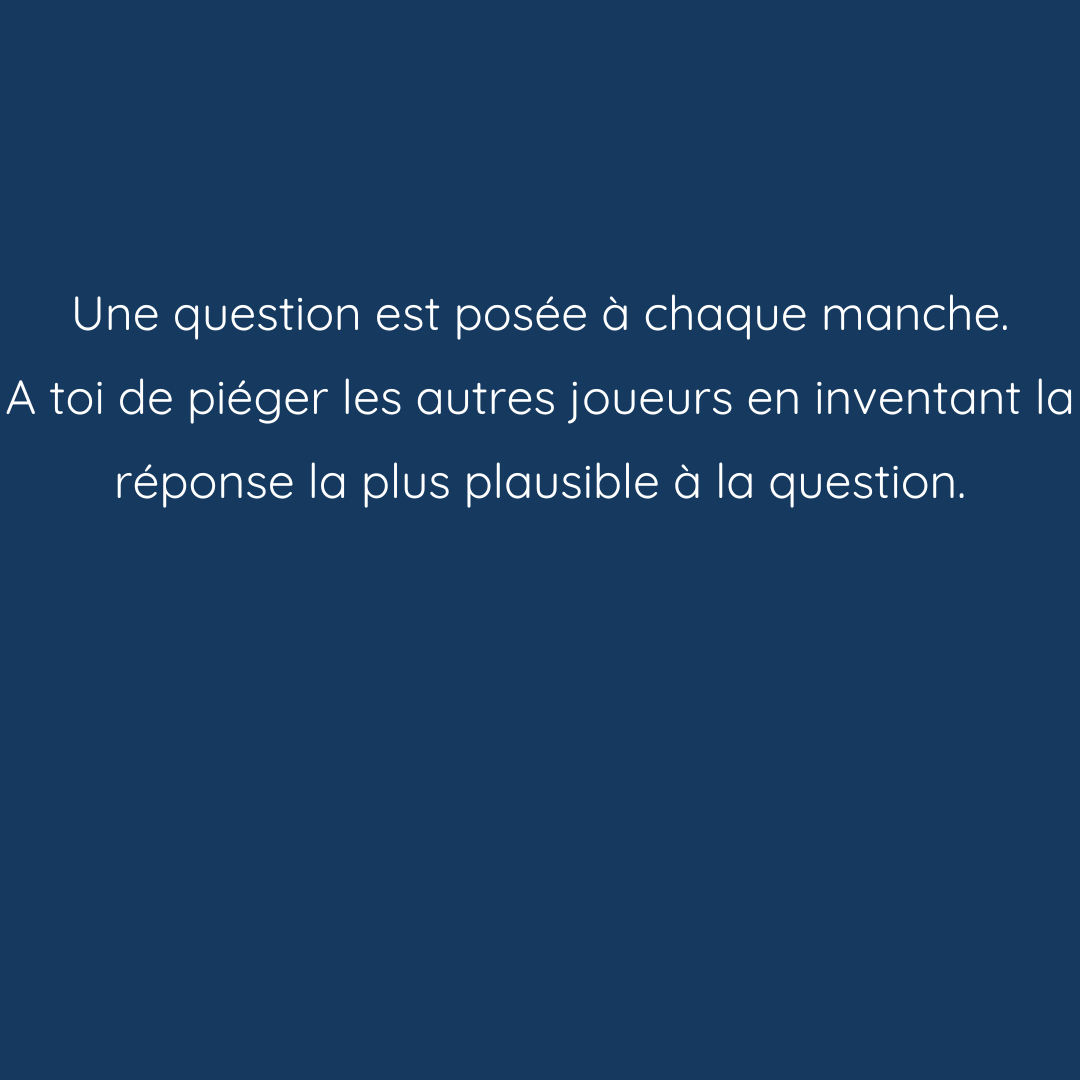 Une question est posée à chaque manche.
A toi de piéger les autres joueurs en inventant la
réponse la plus plausible à la question.